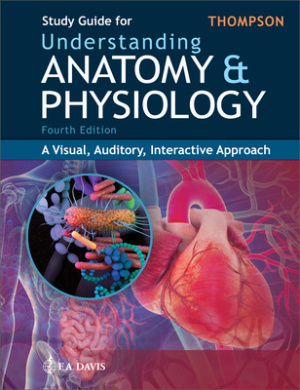 Study Guide for
THOMPSON
Understanding
ANATOMY &
PHYSIOLOGY
Fourth Edition
A Visual, Auditory, Interactive Approach
F.A. DAVIS